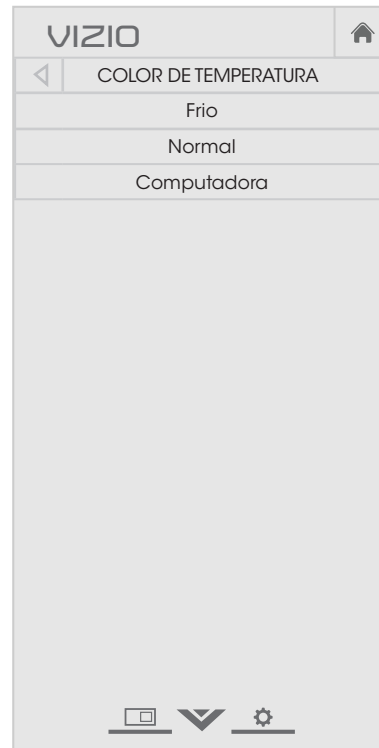 VIZIO
COLOR DE TEMPERATURA
Frio
Normal
Computadora